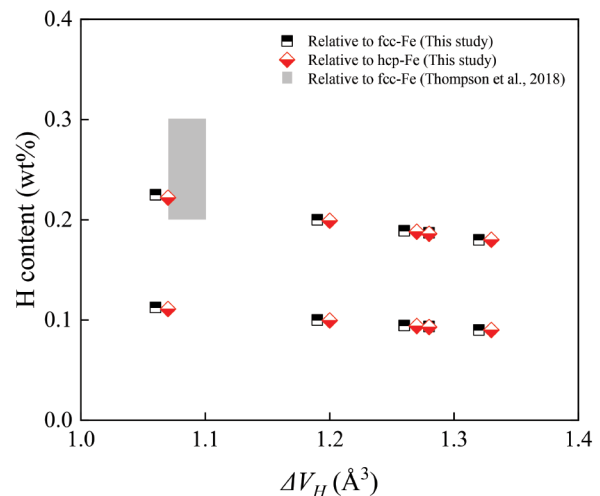 0.4
Relative to fcc-Fe (This study)
Relative to hcp-Fe (This study)
Relative to fcc-Fe (Thompson et al., 2018)
0.3
0.2
0.1
0.0
H content (wt%)
1.0 1.1 1.2 1.3 1.4
ΔV_H (Å³)